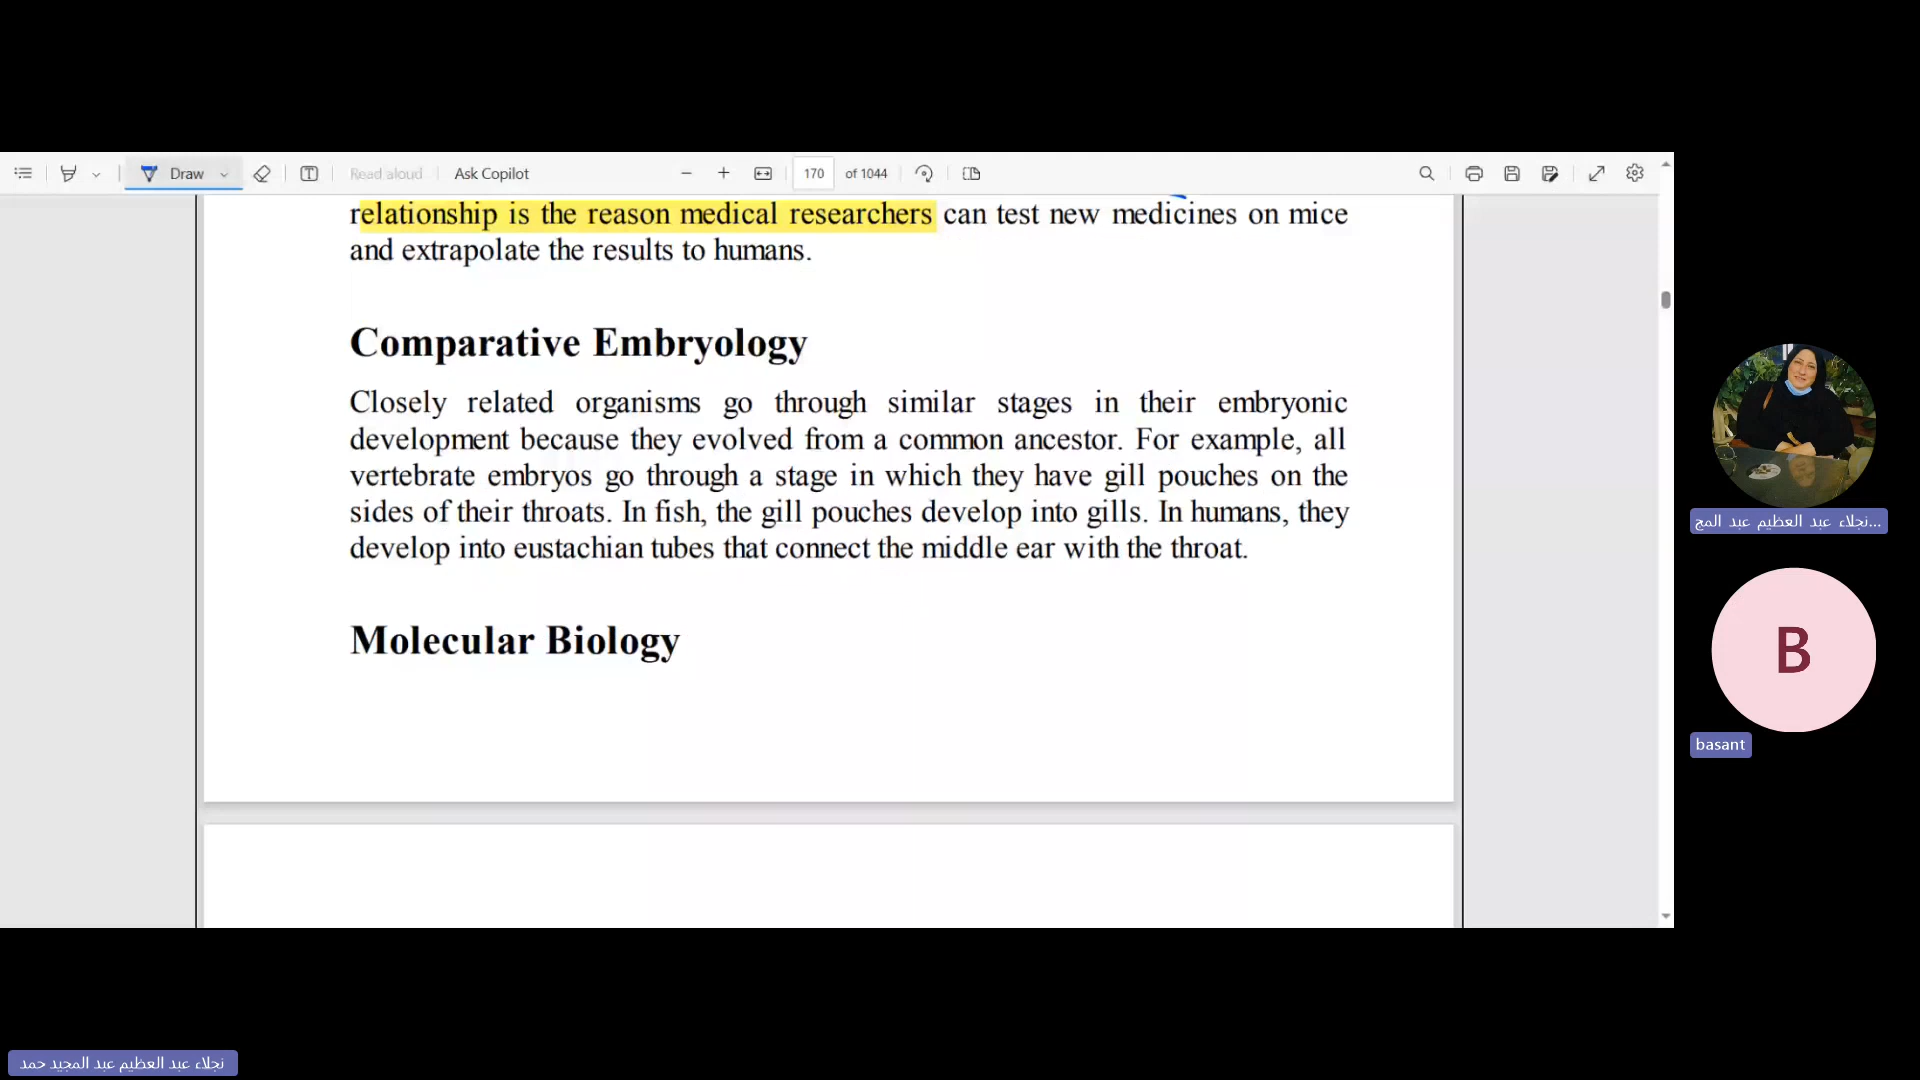 Draw
Read aloud
Ask Copilot
170 of 1044
relationship is the reason medical researchers can test new medicines on mice
and extrapolate the results to humans.
Comparative Embryology
Closely related organisms go through similar stages in their embryonic
development because they evolved from a common ancestor. For example, all
vertebrate embryos go through a stage in which they have gill pouches on the
sides of their throats. In fish, the gill pouches develop into gills. In humans, they
develop into eustachian tubes that connect the middle ear with the throat.
Molecular Biology
نجلاء عبد العظيم عبد المج...
B
basant
نجلاء عبد العظيم عبد المجيد حمد